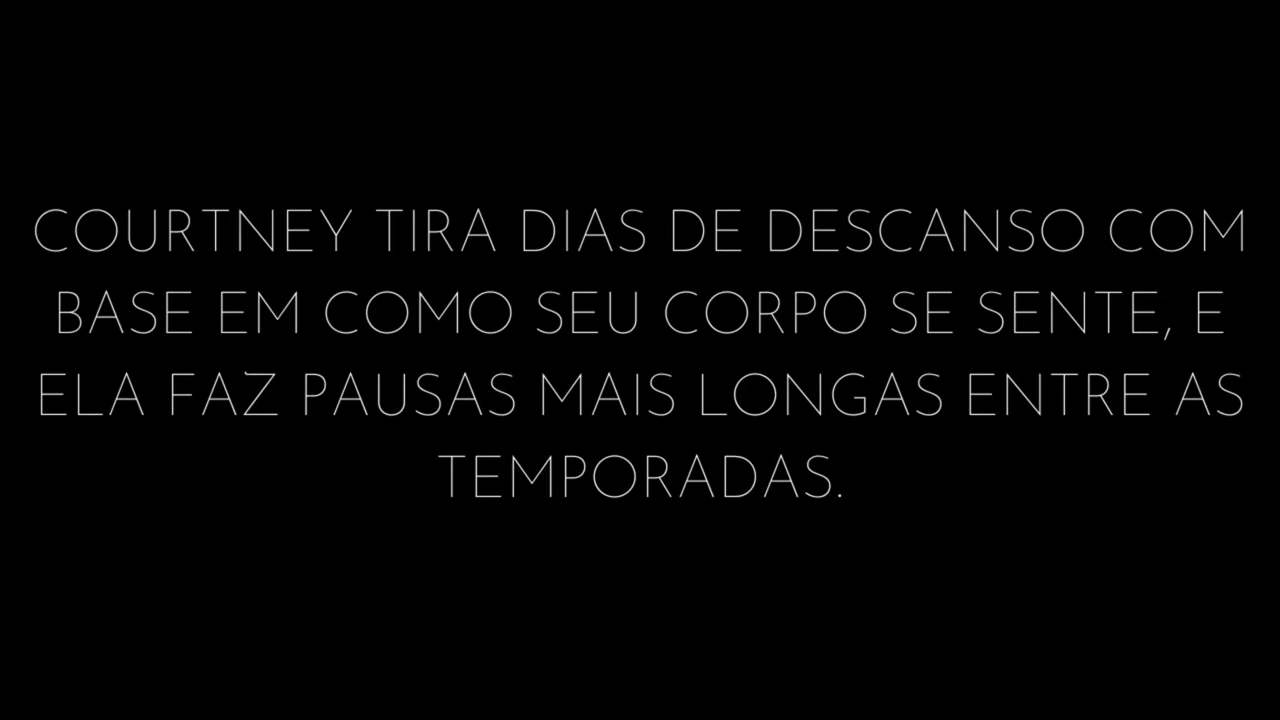 COURTNEY TIRA DIAS DE DESCANSO COM
BASE EM COMO SEU CORPO SE SENTE, E
ELA FAZ PAUSAS MAIS LONGAS ENTRE AS
TEMPORADAS.